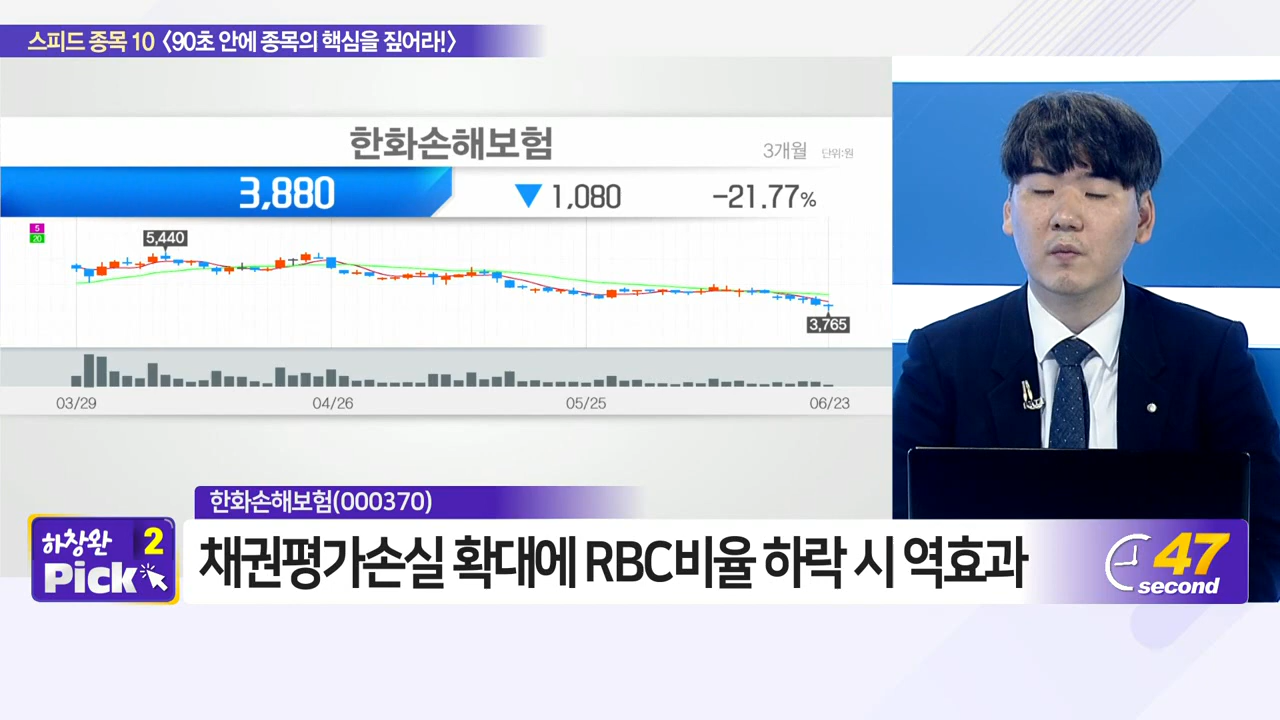 스피드 종목 10 〈90초 안에 종목의 핵심을 짚어라!〉
한화손해보험
3개월 단위:원
3,880 ▼ 1,080 -21.77%
5
20
5,440
3,765
03/29 04/26 05/25 06/23
한화손해보험(000370)
하창완 2
Pick
채권평가손실 확대에 RBC비율 하락 시 역효과
47
second